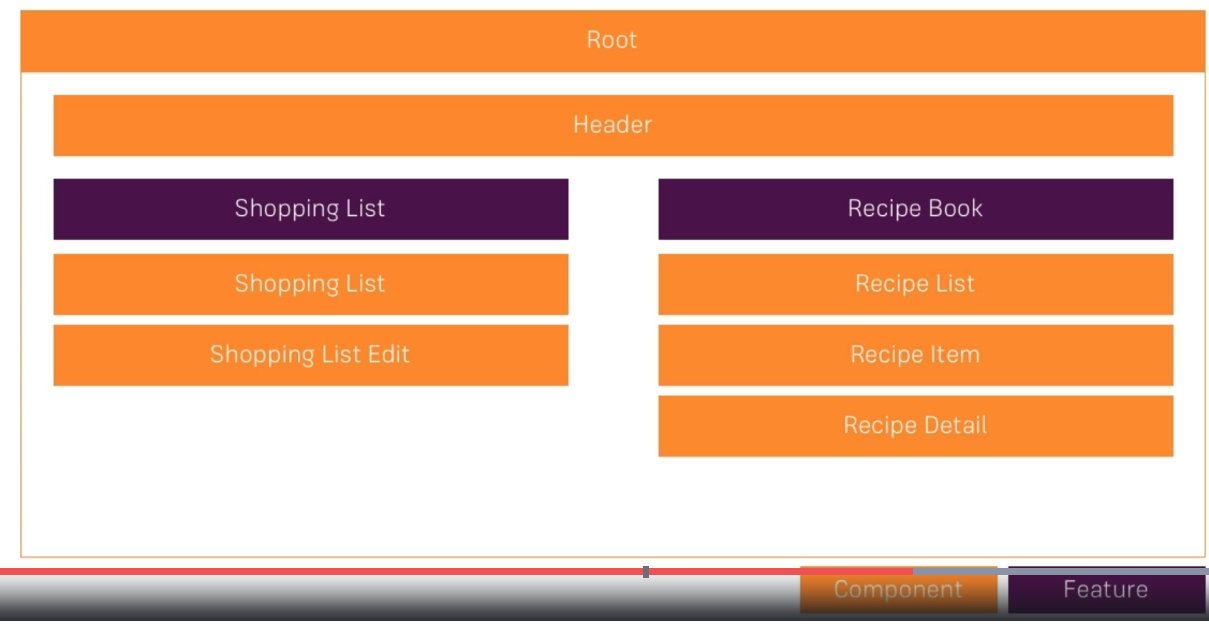 Root
Header
Shopping List
Shopping List
Shopping List Edit
Recipe Book
Recipe List
Recipe Item
Recipe Detail
Component
Feature